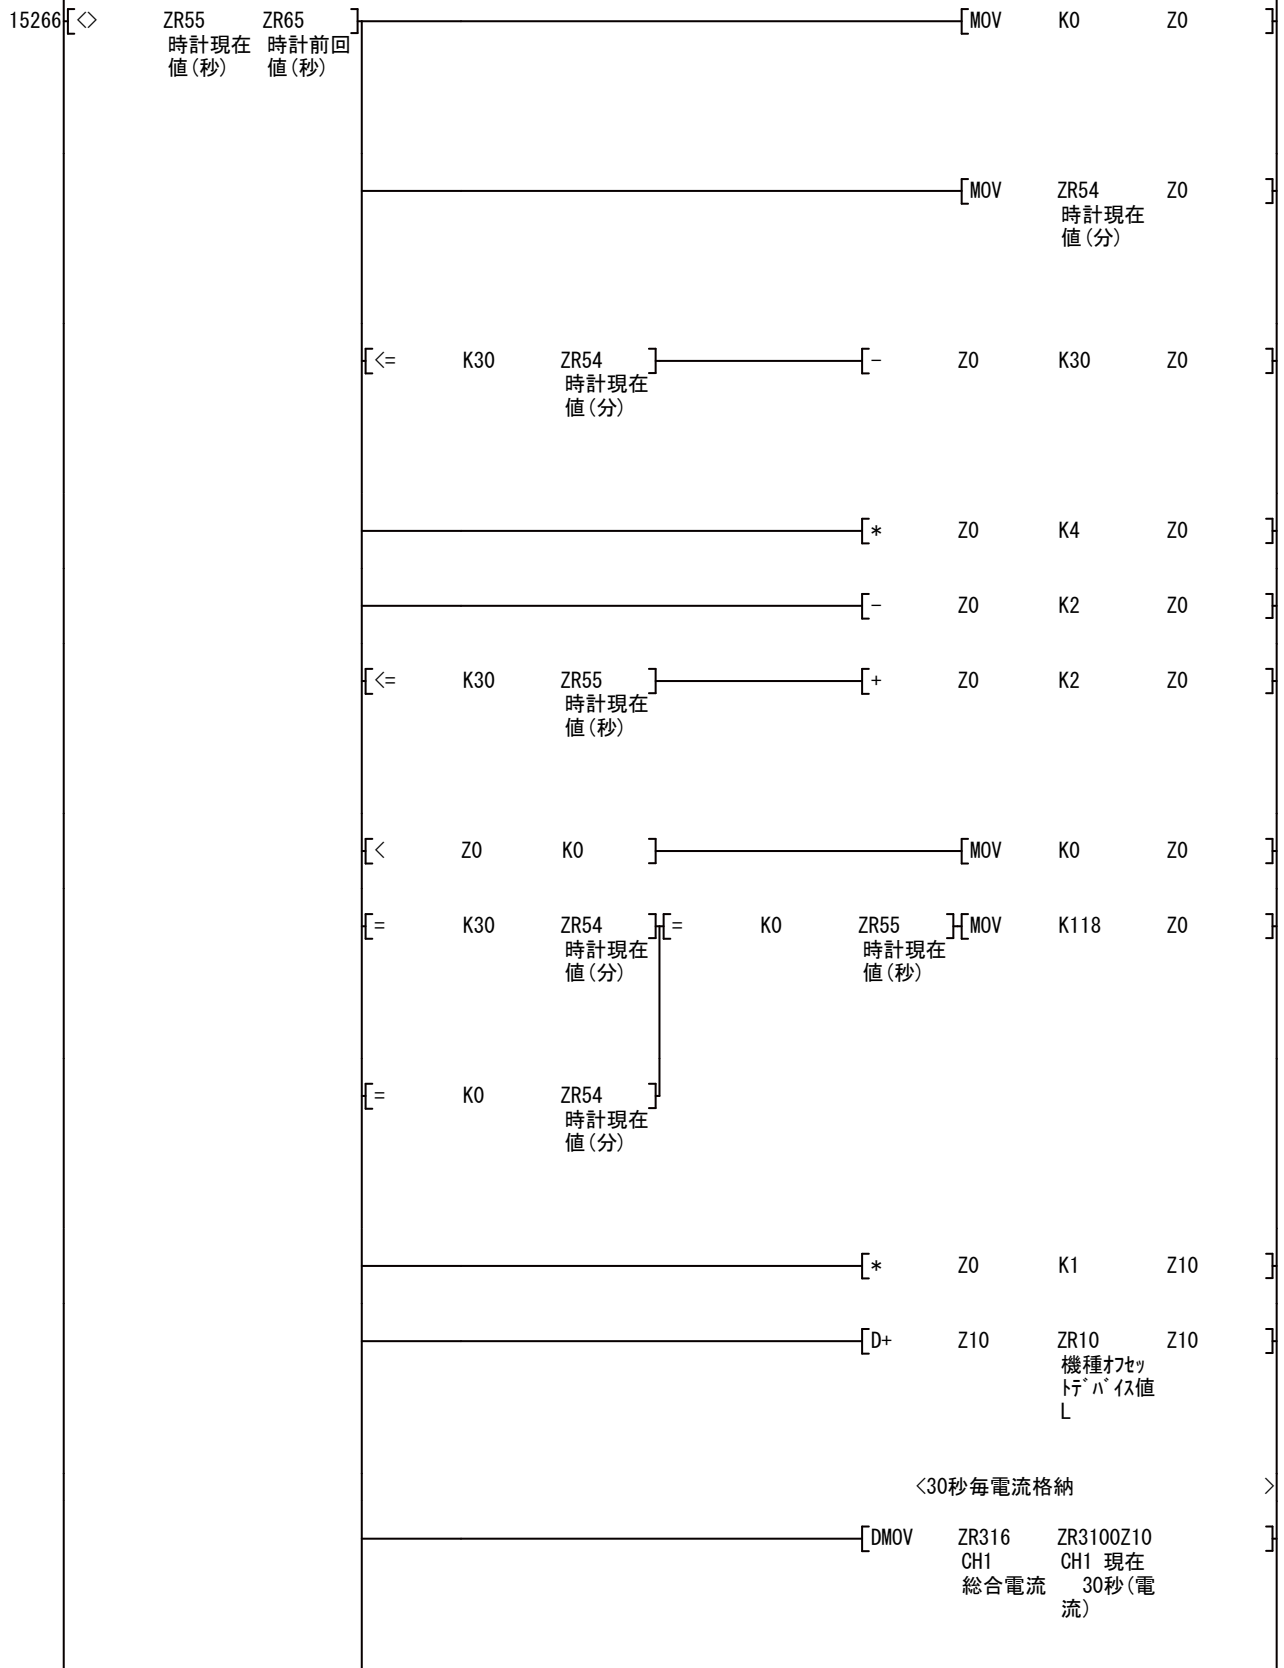 15266 <> ZR55 ZR65 MOV K0 Z0
時計現在 時計前回
値(秒) 値(秒)
MOV ZR54 Z0
時計現在
値(分)
<= K30 ZR54 - Z0 K30 Z0
時計現在
値(分)
* Z0 K4 Z0
- Z0 K2 Z0
<= K30 ZR55 + Z0 K2 Z0
時計現在
値(秒)
< Z0 K0 MOV K0 Z0
= K30 ZR54 = K0 ZR55 MOV K118 Z0
時計現在 時計現在
値(分) 値(秒)
= K0 ZR54
時計現在
値(分)
* Z0 K1 Z10
D+ Z10 ZR10 Z10
機種ｵﾌｾｯ
ﾄﾃﾞﾊﾞｲｽ値
L
<30秒毎電流格納 >
DMOV ZR316 ZR3100Z10
CH1 CH1 現在
総合電流 30秒(電
流)